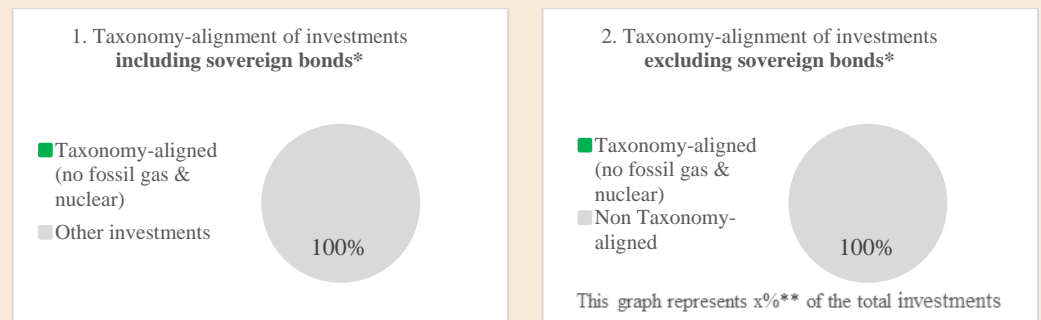 1. Taxonomy-alignment of investments
including sovereign bonds*
Taxonomy-aligned
(no fossil gas &
nuclear)
Other investments
100%
2. Taxonomy-alignment of investments
excluding sovereign bonds*
Taxonomy-aligned
(no fossil gas &
nuclear)
Non Taxonomy-
aligned
100%
This graph represents x%** of the total investments